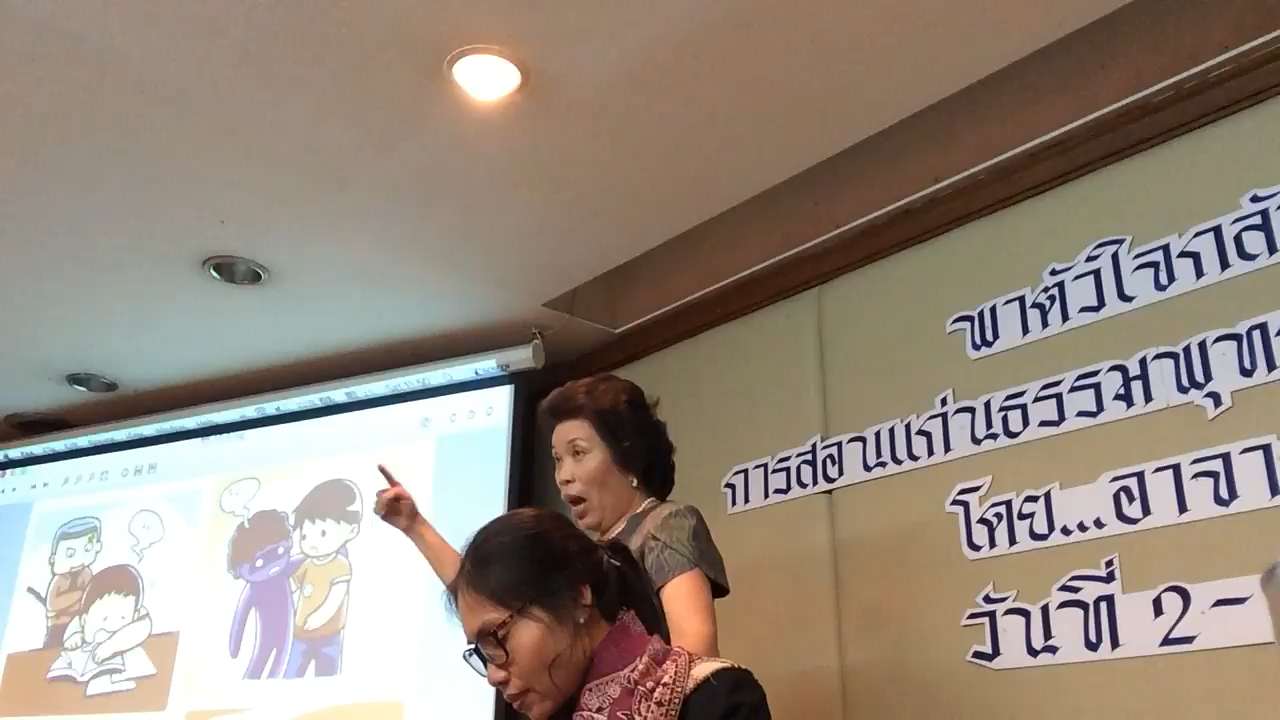 พาตัวใจกลั
การสอนแก่นธรรมพุท
โดย...อาจา
วันที่ 2-